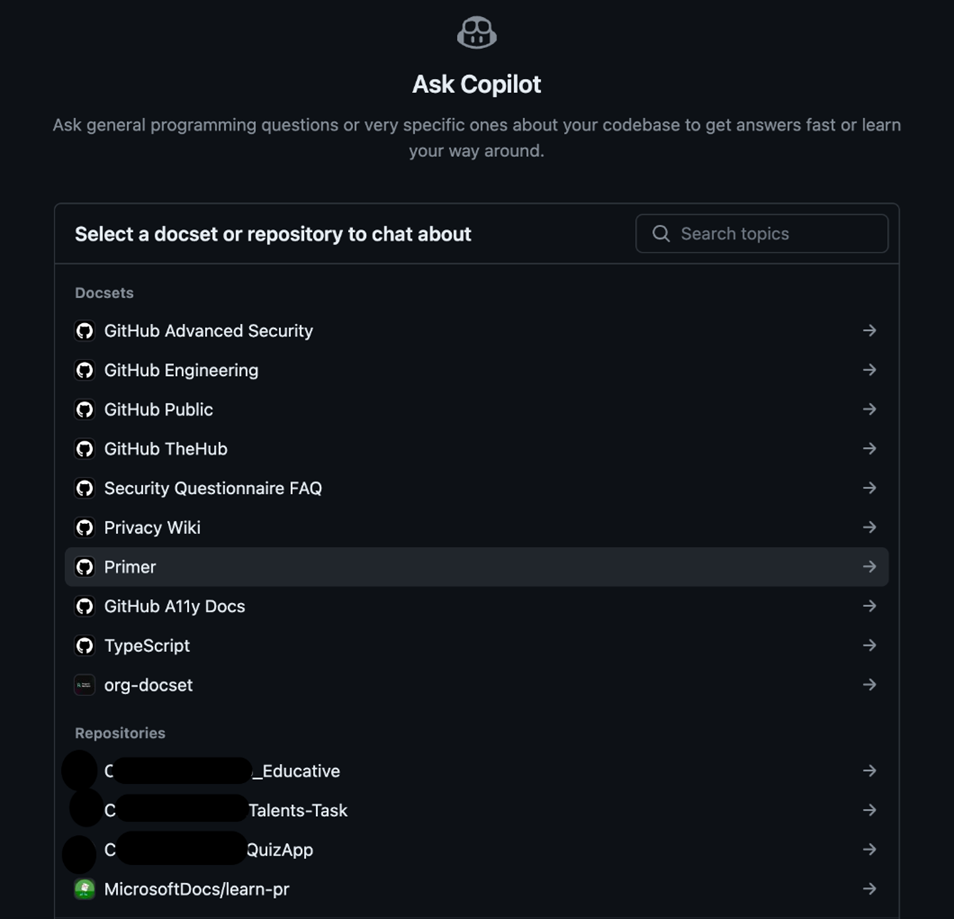 Ask Copilot
Ask general programming questions or very specific ones about your codebase to get answers fast or learn
your way around.
Select a docset or repository to chat about
Search topics
Docsets
GitHub Advanced Security
GitHub Engineering
GitHub Public
GitHub TheHub
Security Questionnaire FAQ
Privacy Wiki
Primer
GitHub A11y Docs
TypeScript
org-docset
Repositories
C _Educative
C Talents-Task
C QuizApp
MicrosoftDocs/learn-pr